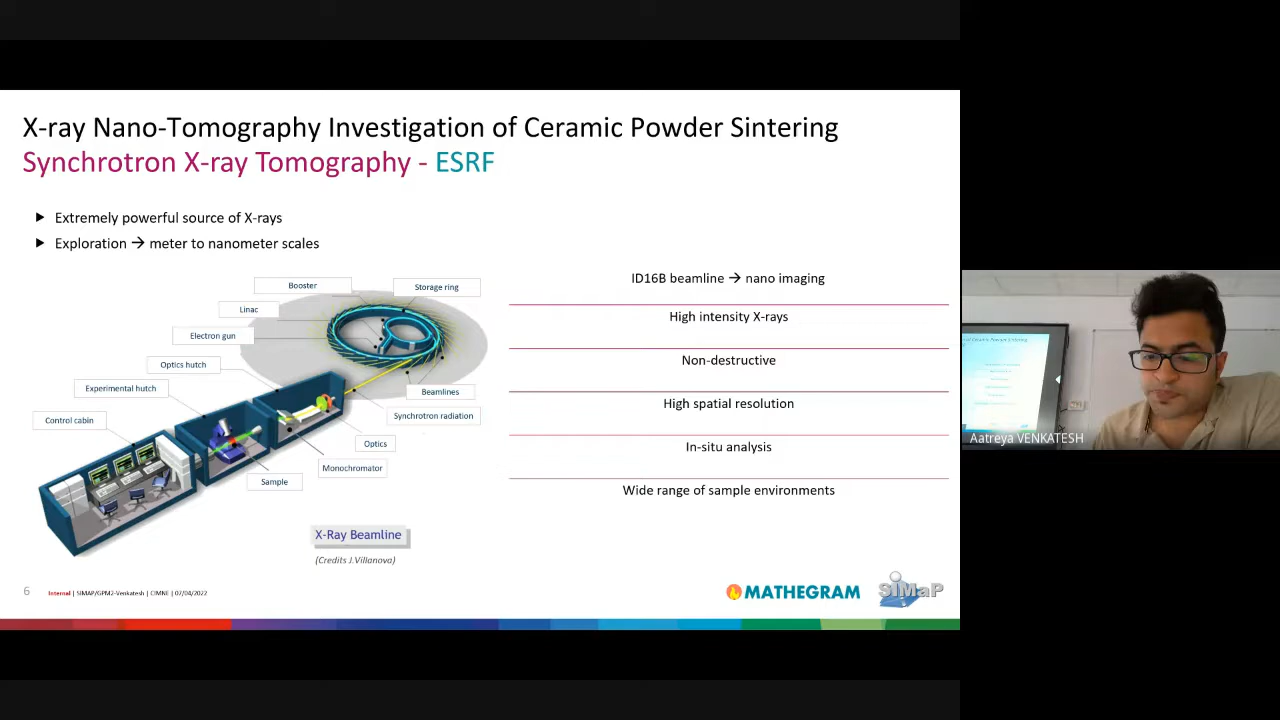 X-ray Nano-Tomography Investigation of Ceramic Powder Sintering
Synchrotron X-ray Tomography - ESRF
Extremely powerful source of X-rays
Exploration → meter to nanometer scales
Booster
Storage ring
Linac
Electron gun
Optics hutch
Experimental hutch
Control cabin
Beamlines
Synchrotron radiation
Optics
Monochromator
Sample
X-Ray Beamline
(Credits J.Villanova)
ID16B beamline → nano imaging
High intensity X-rays
Non-destructive
High spatial resolution
In-situ analysis
Wide range of sample environments
6
Internal | SIMAP/GPM2-Venkatesh | CIMNE | 07/04/2022
MATHEGRAM
SIMaP
Aatreya VENKATESH